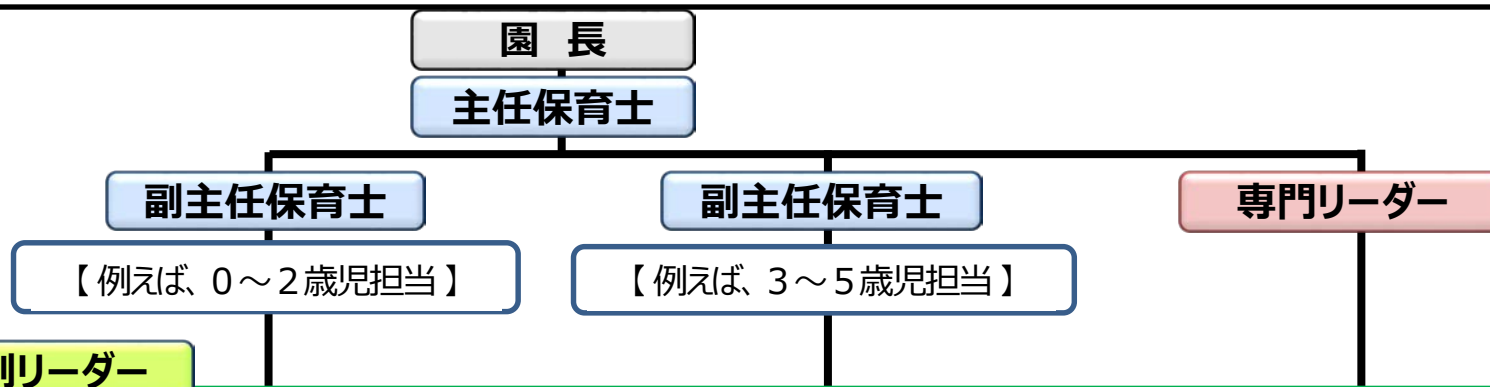 園 長
主任保育士
副主任保育士
副主任保育士
専門リーダー
【 例えば、０～２歳児担当 】
【 例えば、３～５歳児担当 】
別リーダー